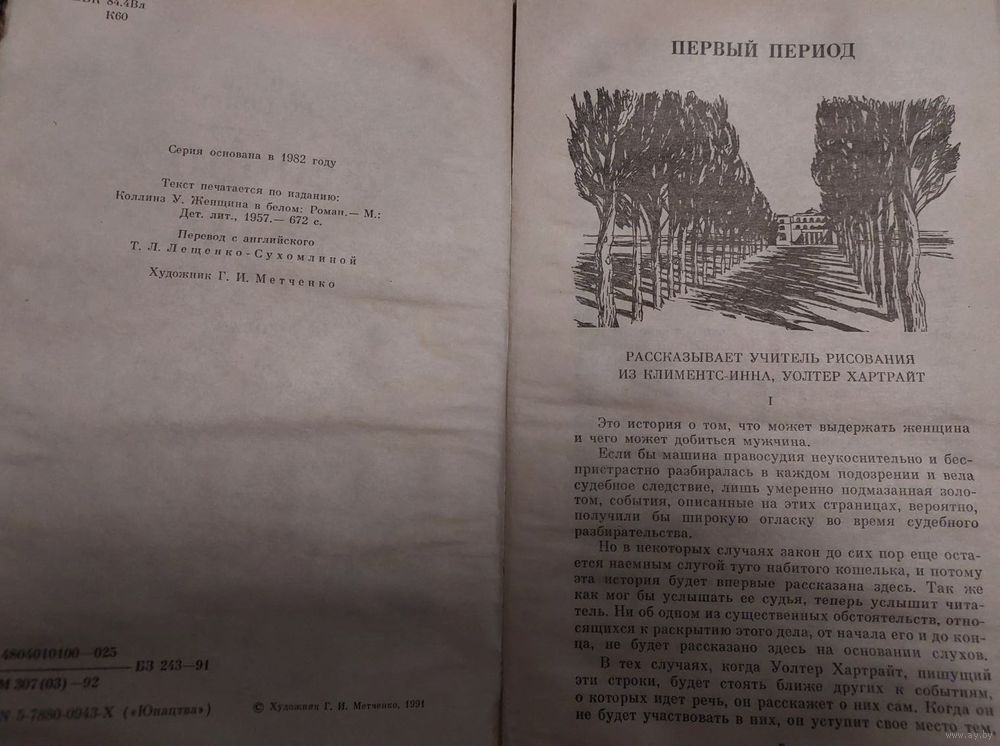 84.4Вл
К60
Серия основана в 1982 году
Текст печатается по изданию:
Коллинз У. Женщина в белом: Роман.— М.:
Дет. лит., 1957.— 672 с.
Перевод с английского
Т. Л. Лещенко-Сухомлиной
Художник Г. И. Метченко
4804010100—025
БЗ 243—91
М 307(03)—92
N 5-7880-0943-X («Юнацтва»)
© Художник Г. И. Метченко, 1991
ПЕРВЫЙ ПЕРИОД
РАССКАЗЫВАЕТ УЧИТЕЛЬ РИСОВАНИЯ
ИЗ КЛИМЕНТС-ИННА, УОЛТЕР ХАРТРАЙТ
I
Это история о том, что может выдержать женщина
и чего может добиться мужчина.
Если бы машина правосудия неукоснительно и бес-
пристрастно разбиралась в каждом подозрении и вела
судебное следствие, лишь умеренно подмазанная золо-
том, события, описанные на этих страницах, вероятно,
получили бы широкую огласку во время судебного
разбирательства.
Но в некоторых случаях закон до сих пор еще оста-
ется наемным слугой туго набитого кошелька, и потому
эта история будет впервые рассказана здесь. Так же
как мог бы услышать ее судья, теперь услышит чита-
тель. Ни об одном из существенных обстоятельств, отно-
сящихся к раскрытию этого дела, от начала его и до кон-
ца, не будет рассказано здесь на основании слухов.
В тех случаях, когда Уолтер Хартрайт, пишущий
эти строки, будет стоять ближе других к событиям,
о которых идет речь, он расскажет о них сам. Когда он
не будет участвовать в них, он уступит свое место тем,
www.ay.by